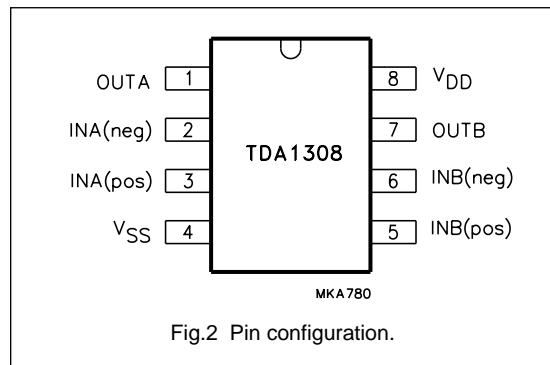 OUTA 1 8 VDD
INA(neg) 2 7 OUTB
TDA1308
INA(pos) 3 6 INB(neg)
VSS 4 5 INB(pos)
MKA780
Fig.2 Pin configuration.